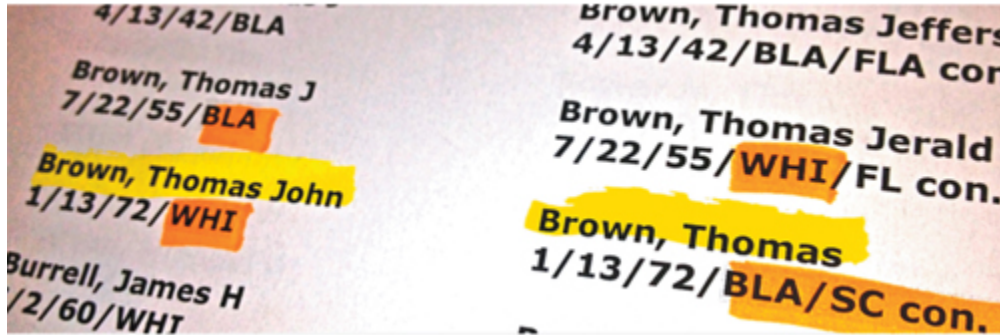 4/13/42/BLA
Brown, Thomas J
7/22/55/BLA
Brown, Thomas John
1/13/72/WHI
Burrell, James H
/2/60/WHI
Brown, Thomas Jeffers
4/13/42/BLA/FLA con
Brown, Thomas Jerald
7/22/55/WHI/FL con.
Brown, Thomas
1/13/72/BLA/SC con.